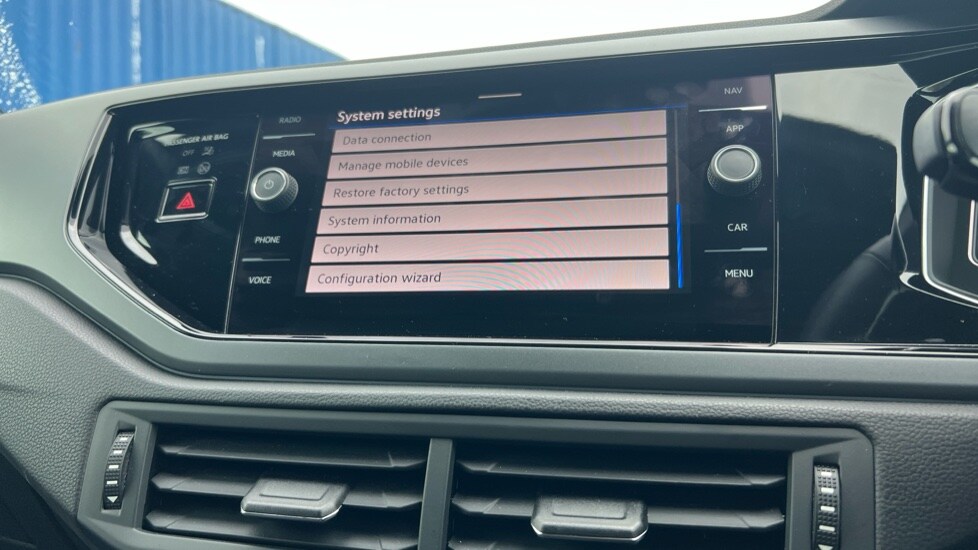 PASSENGER AIR BAG
OFF
RADIO
MEDIA
PHONE
VOICE
System settings
Data connection
Manage mobile devices
Restore factory settings
System information
Copyright
Configuration wizard
NAV
APP
CAR
MENU